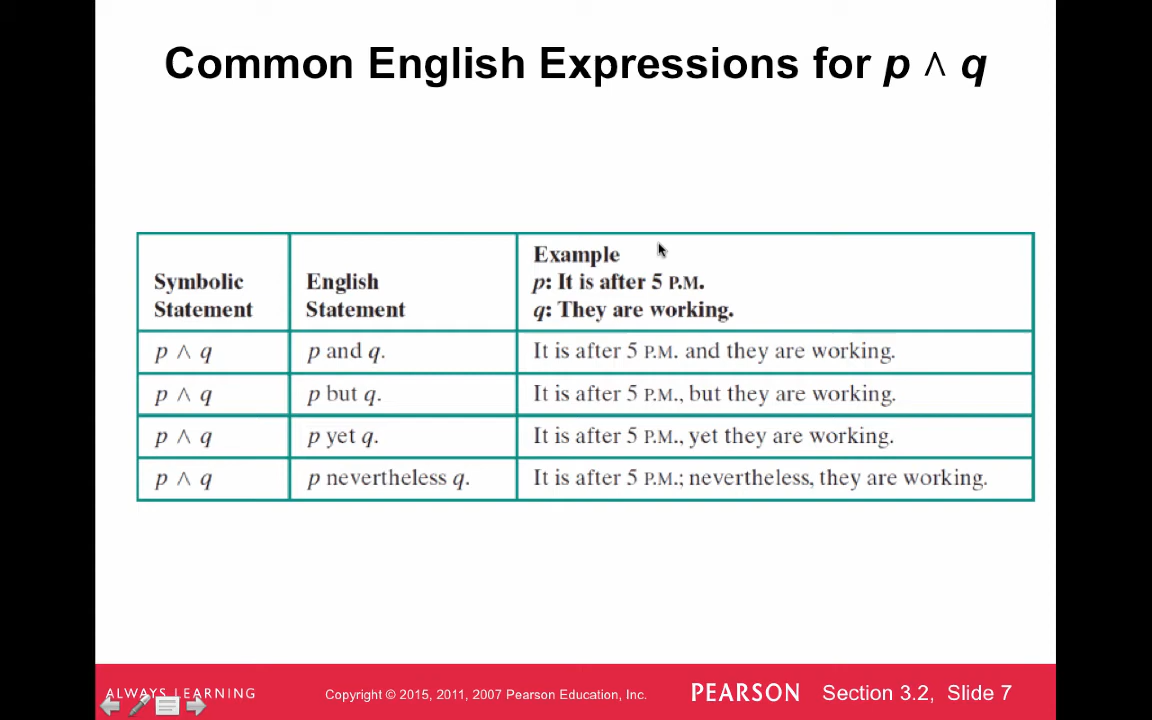 Common English Expressions for p ∧ q
Symbolic Statement
English Statement
Example
p: It is after 5 P.M.
q: They are working.
p ∧ q
p and q.
It is after 5 P.M. and they are working.
p ∧ q
p but q.
It is after 5 P.M., but they are working.
p ∧ q
p yet q.
It is after 5 P.M., yet they are working.
p ∧ q
p nevertheless q.
It is after 5 P.M.; nevertheless, they are working.
ALWAYS LEARNING
Copyright © 2015, 2011, 2007 Pearson Education, Inc.
PEARSON
Section 3.2, Slide 7